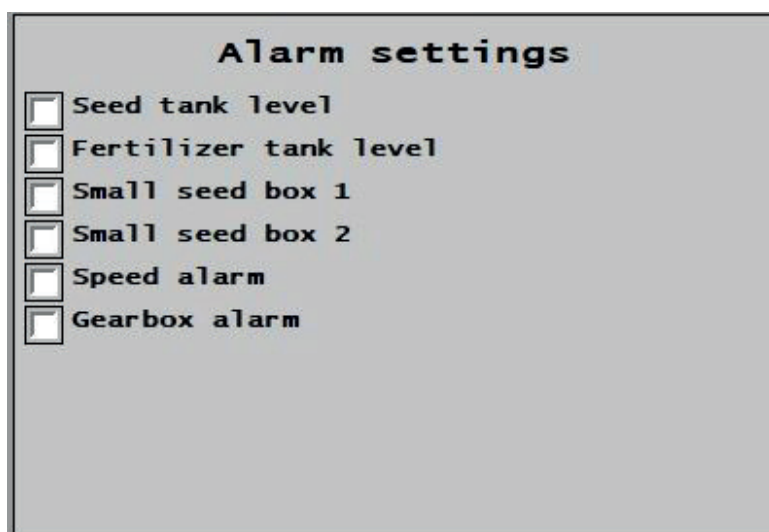 Alarm settings
Seed tank level
Fertilizer tank level
Small seed box 1
Small seed box 2
Speed alarm
Gearbox alarm